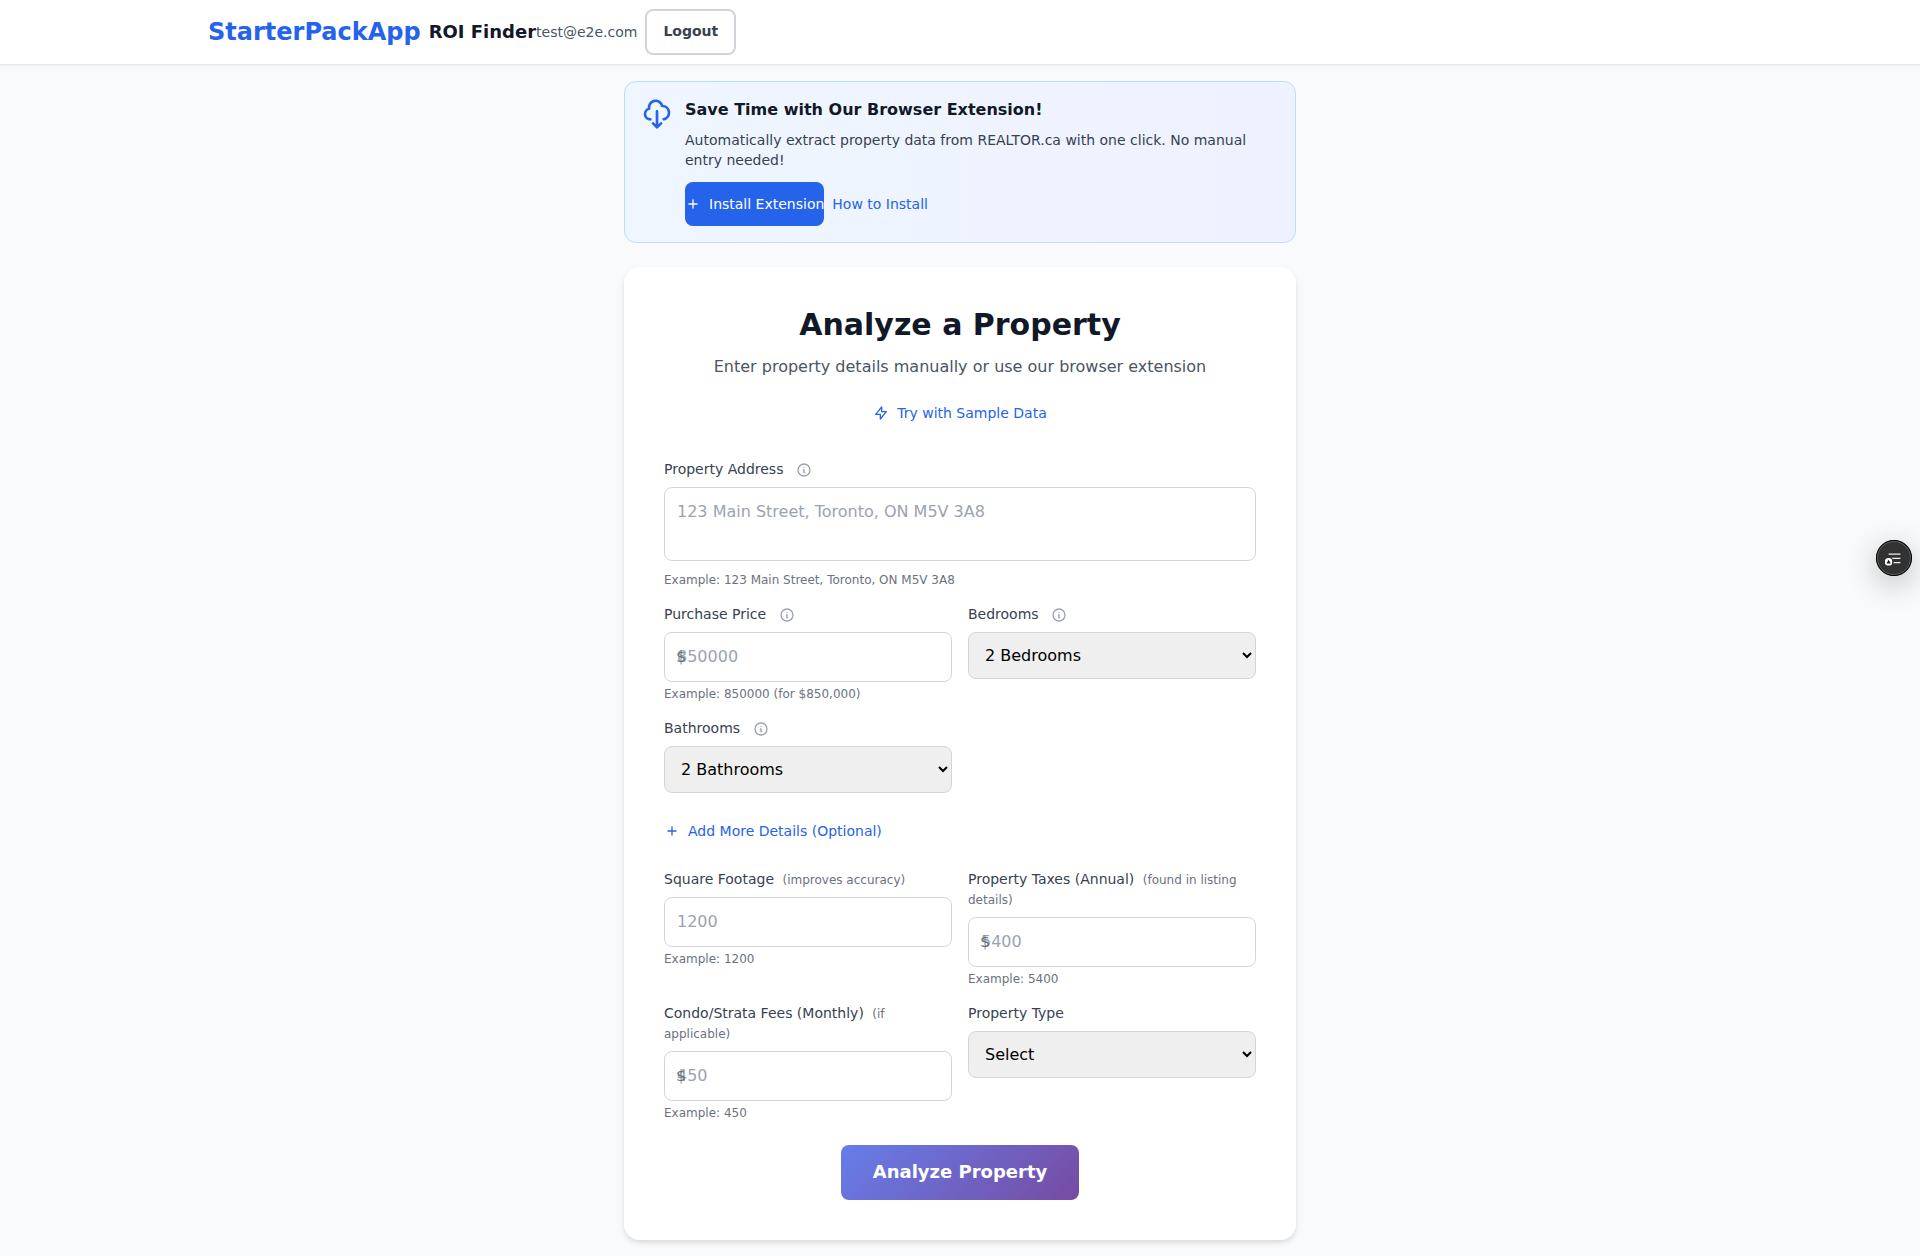 StarterPackApp ROI Finder test@e2e.com Logout
Save Time with Our Browser Extension!
Automatically extract property data from REALTOR.ca with one click. No manual
entry needed!
Install Extension How to Install
Analyze a Property
Enter property details manually or use our browser extension
Try with Sample Data
Property Address
123 Main Street, Toronto, ON M5V 3A8
Example: 123 Main Street, Toronto, ON M5V 3A8
Purchase Price Bedrooms
$850000 2 Bedrooms
Example: 850000 (for $850,000)
Bathrooms
2 Bathrooms
+ Add More Details (Optional)
Square Footage (improves accuracy)
1200
Example: 1200
Property Taxes (Annual) (found in listing
details)
$5400
Example: 5400
Condo/Strata Fees (Monthly) (if
applicable)
$450
Example: 450
Property Type
Select
Analyze Property